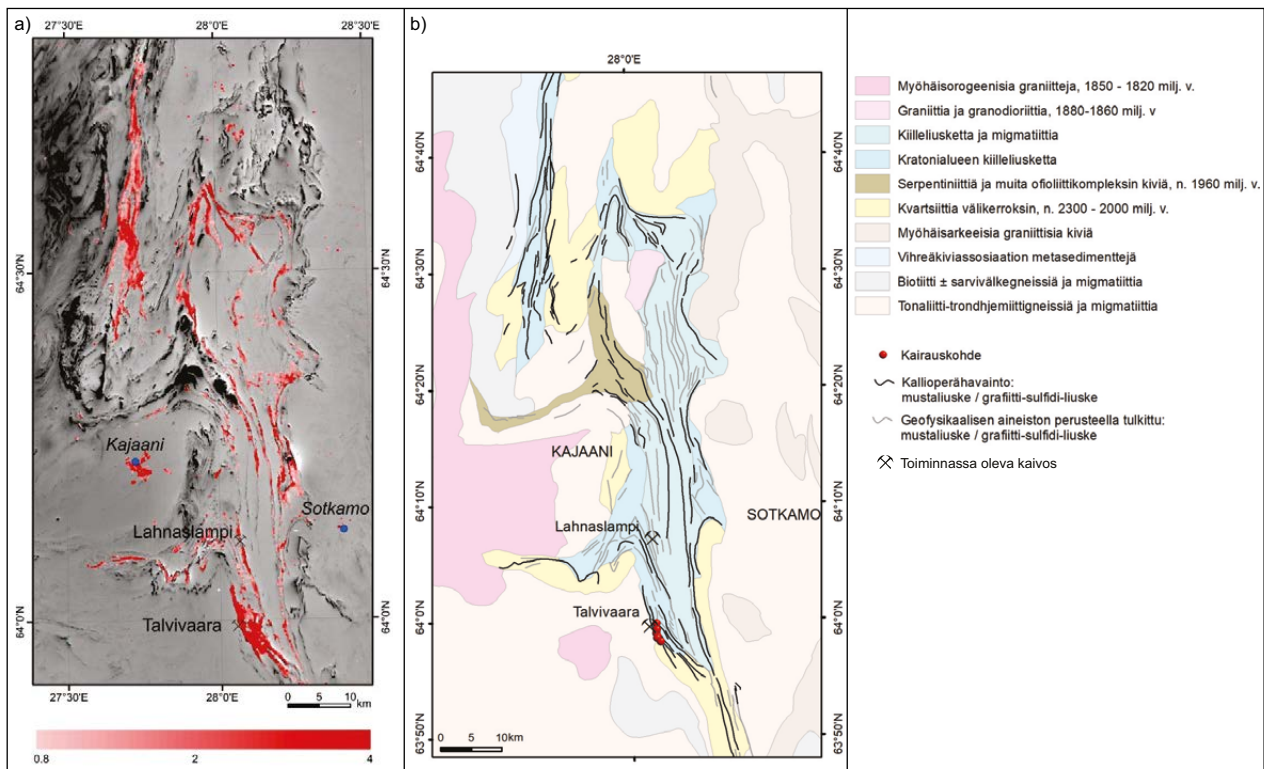 a)
27°30'E
28°0'E
28°30'E
64°30'N
64°30'N
64°20'N
64°20'N
Kajaani
64°10'N
Sotkamo
Lahnaslampi
Talvivaara
64°0'N
64°0'N
27°30'E
28°0'E
0 5 10
km
0.8
2
4
b)
28°0'E
64°40'N
64°40'N
64°30'N
64°30'N
64°20'N
64°20'N
KAJAANI
64°10'N
64°10'N
SOTKAMO
Lahnaslampi
Talvivaara
64°0'N
64°0'N
63°50'N
63°50'N
0 5 10km
Myöhäisorogeenisia graniitteja, 1850 - 1820 milj. v.
Graniittia ja granodioriittia, 1880-1860 milj. v
Kiilleliusketta ja migmatiittia
Kratonialueen kiilleliusketta
Serpentiniittiä ja muita ofioliittikompleksin kiviä, n. 1960 milj. v.
Kvartsiittia välikerroksin, n. 2300 - 2000 milj. v.
Myöhäisarkeeisia graniittisia kiviä
Vihreäkiviassosiaation metasedimenttejä
Biotiitti ± sarvivälkegneissiä ja migmatiittia
Tonaliitti-trondhjemiittigneissiä ja migmatiittia
Kairauskohde
Kallioperähavainto:
mustaliuske / grafiitti-sulfidi-liuske
Geofysikaalisen aineiston perusteella tulkittu:
mustaliuske / grafiitti-sulfidi-liuske
Toiminnassa oleva kaivos